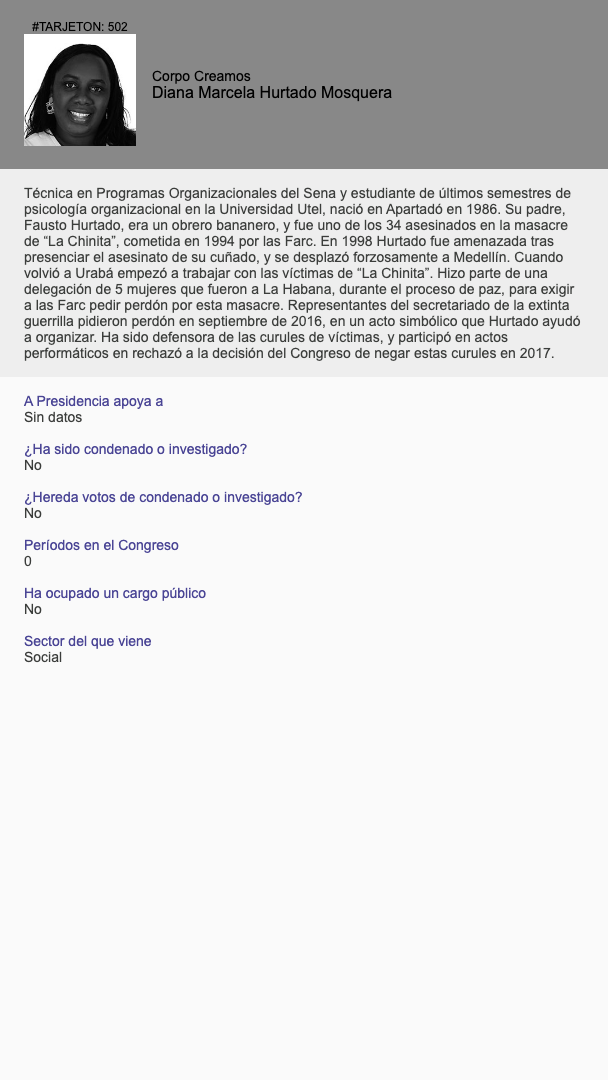 #TARJETON: 502
Corpo Creamos
Diana Marcela Hurtado Mosquera
Técnica en Programas Organizacionales del Sena y estudiante de últimos semestres de
psicología organizacional en la Universidad Utel, nació en Apartadó en 1986. Su padre,
Fausto Hurtado, era un obrero bananero, y fue uno de los 34 asesinados en la masacre
de “La Chinita”, cometida en 1994 por las Farc. En 1998 Hurtado fue amenazada tras
presenciar el asesinato de su cuñado, y se desplazó forzosamente a Medellín. Cuando
volvió a Urabá empezó a trabajar con las víctimas de “La Chinita”. Hizo parte de una
delegación de 5 mujeres que fueron a La Habana, durante el proceso de paz, para exigir
a las Farc pedir perdón por esta masacre. Representantes del secretariado de la extinta
guerrilla pidieron perdón en septiembre de 2016, en un acto simbólico que Hurtado ayudó
a organizar. Ha sido defensora de las curules de víctimas, y participó en actos
performáticos en rechazó a la decisión del Congreso de negar estas curules en 2017.
A Presidencia apoya a
Sin datos
¿Ha sido condenado o investigado?
No
¿Hereda votos de condenado o investigado?
No
Períodos en el Congreso
0
Ha ocupado un cargo público
No
Sector del que viene
Social